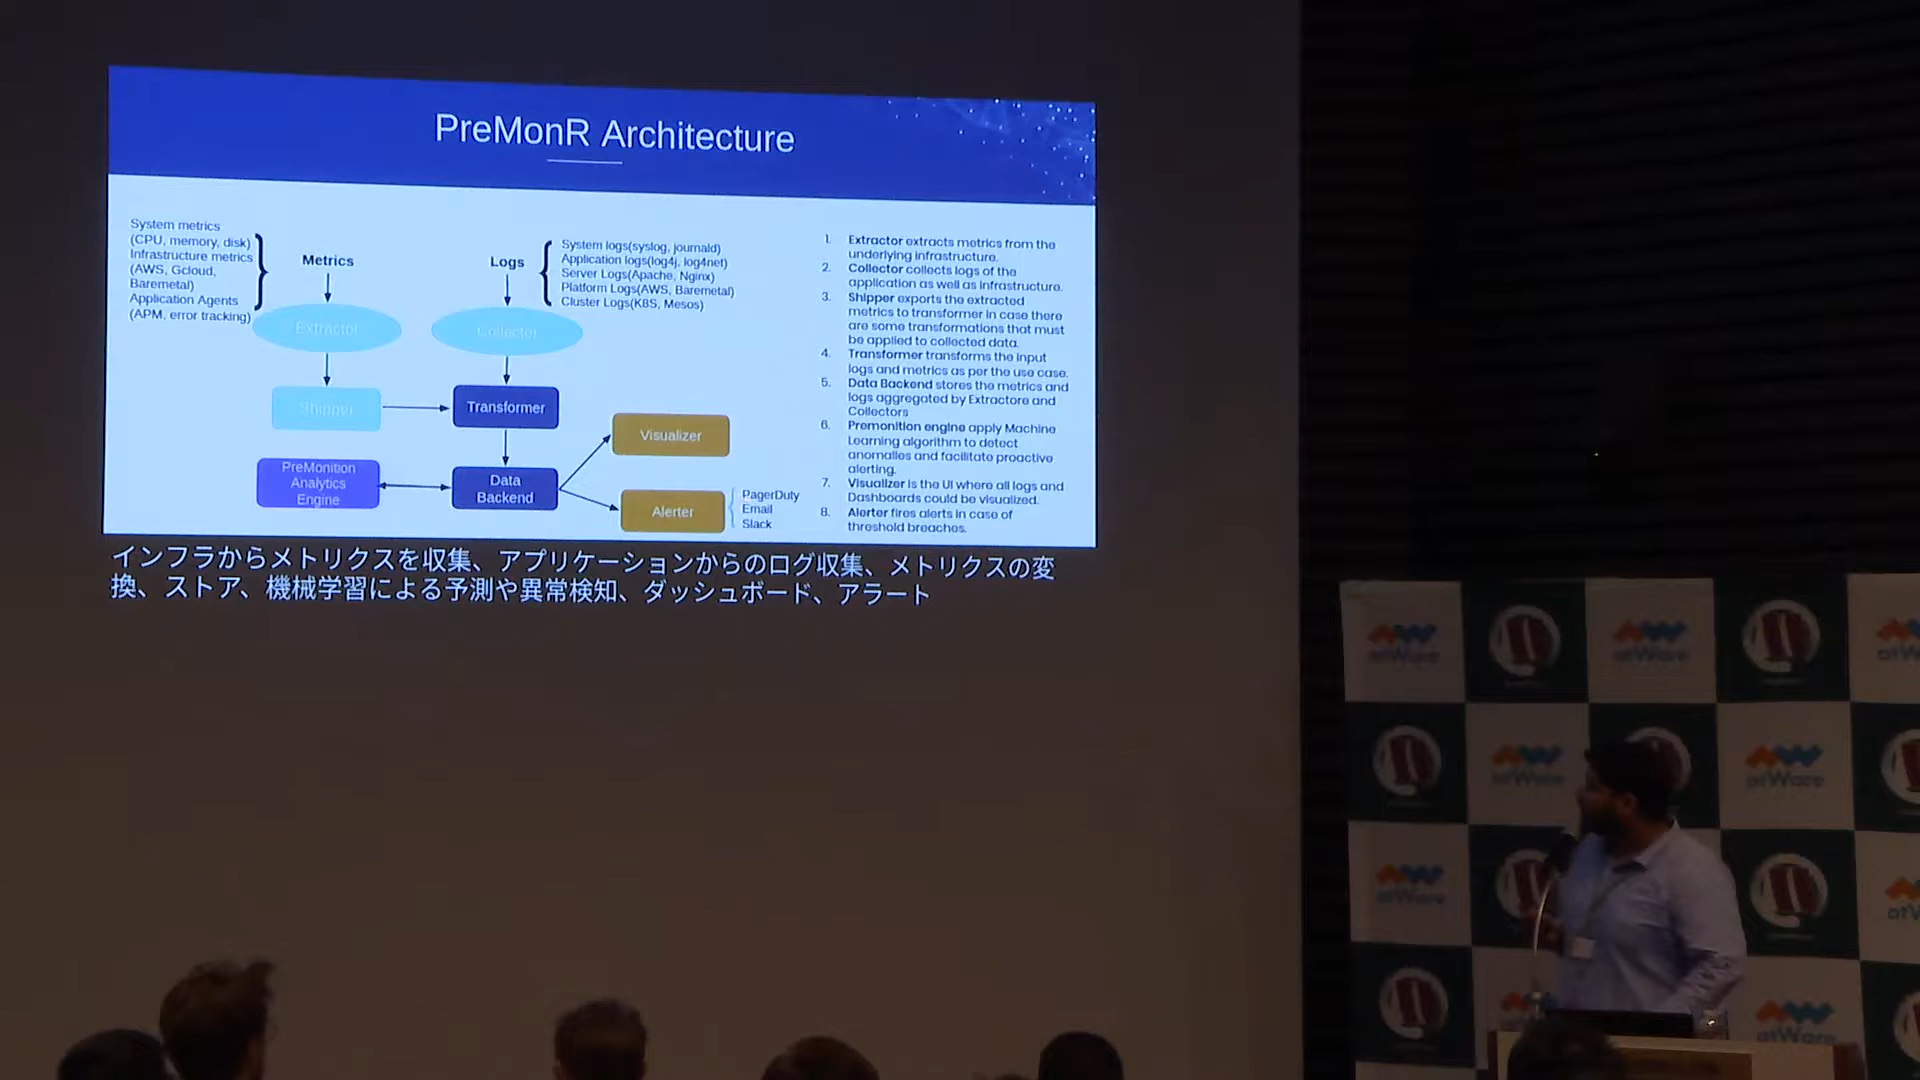 PreMonR Architecture
System metrics
(CPU, memory, disk)
Infrastructure metrics
(AWS, Gcloud,
Baremetal)
Application Agents
(APM, error tracking)
Metrics
Extractor
Shipper
Logs
System logs(syslog, journald)
Application logs(log4j, log4net)
Server Logs(Apache, Nginx)
Platform Logs(AWS, Baremetal)
Cluster Logs(K8S, Mesos)
Collector
Transformer
PreMonition
Analytics
Engine
Data
Backend
Visualizer
Alerter
PagerDuty
Email
Slack
1. Extractor extracts metrics from the
underlying infrastructure.
2. Collector collects logs of the
application as well as infrastructure.
3. Shipper exports the extracted
metrics to transformer in case there
are some transformations that must
be applied to collected data.
4. Transformer transforms the input
logs and metrics as per the use case.
5. Data Backend stores the metrics and
logs aggregated by Extractore and
Collectors
6. Premonition engine apply Machine
Learning algorithm to detect
anomalies and facilitate proactive
alerting.
7. Visualizer is the UI where all logs and
Dashboards could be visualized.
8. Alerter fires alerts in case of
threshold breaches.
インフラからメトリクスを収集、アプリケーションからのログ収集、メトリクスの変
換、ストア、機械学習による予測や異常検知、ダッシュボード、アラート
atWare
atWare
atWare
atWare
atWare
atWare